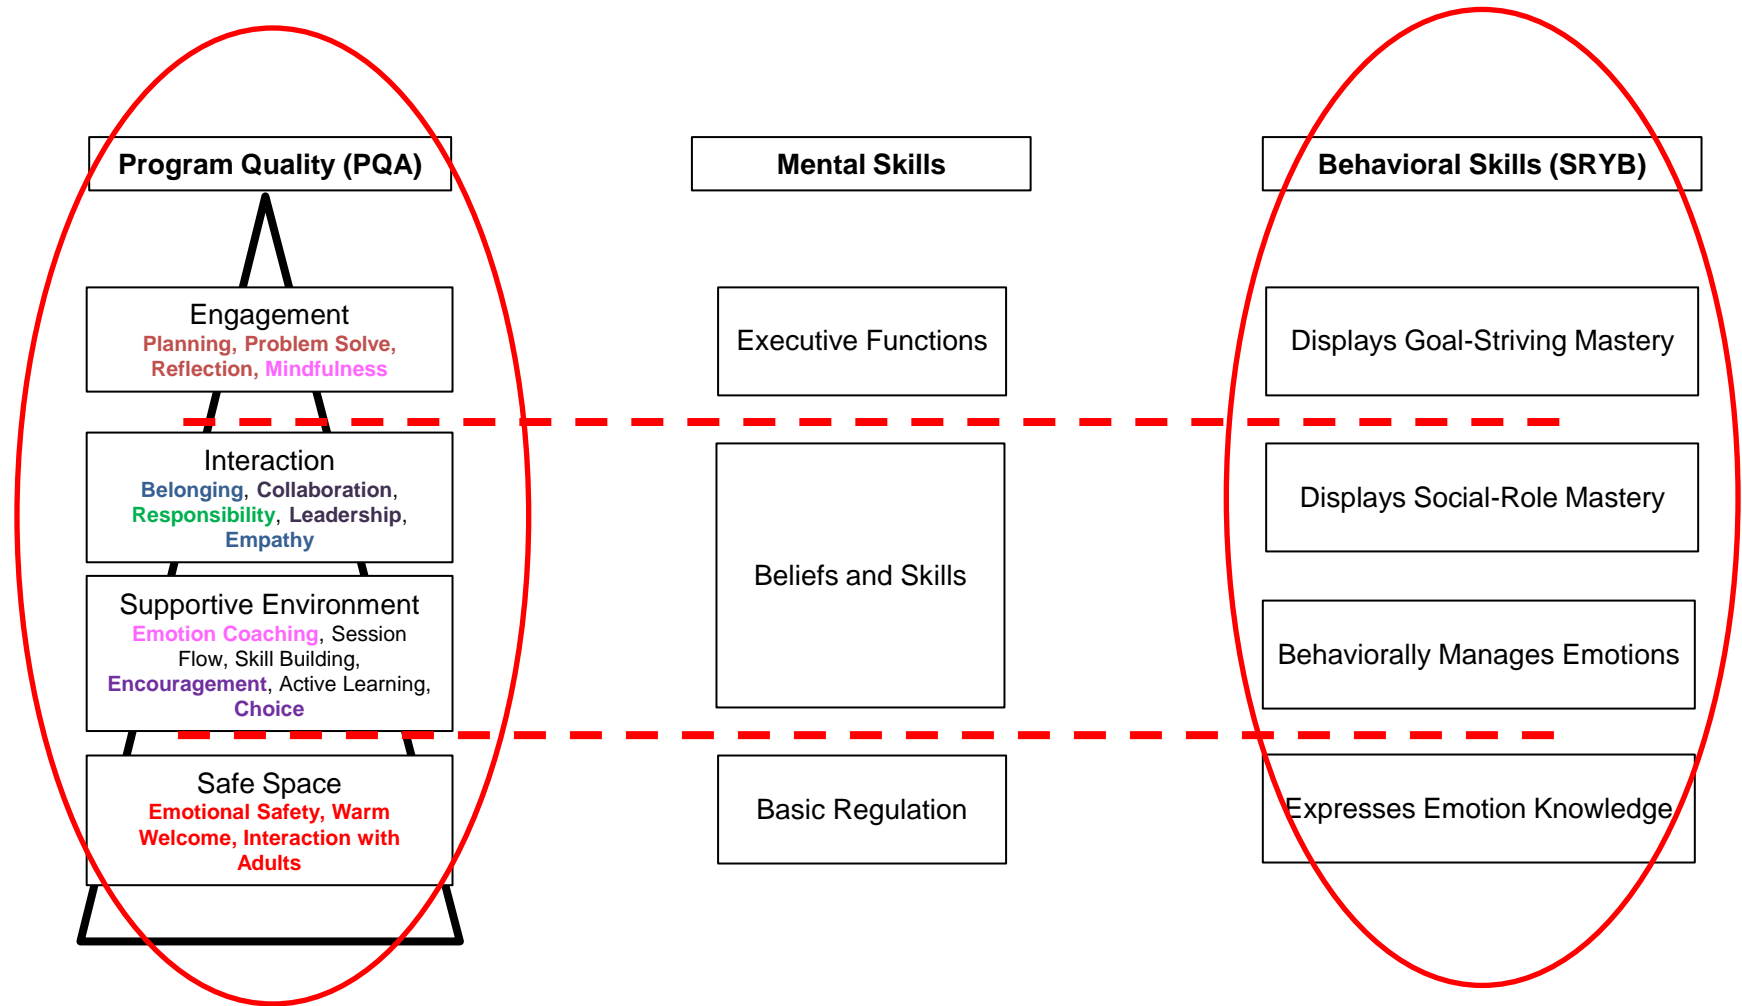 Program Quality (PQA)
Engagement
Planning, Problem Solve,
Reflection, Mindfulness
Interaction
Belonging, Collaboration,
Responsibility, Leadership,
Empathy
Supportive Environment
Emotion Coaching, Session
Flow, Skill Building,
Encouragement, Active Learning,
Choice
Safe Space
Emotional Safety, Warm
Welcome, Interaction with
Adults
Mental Skills
Executive Functions
Beliefs and Skills
Basic Regulation
Behavioral Skills (SRYB)
Displays Goal-Striving Mastery
Displays Social-Role Mastery
Behaviorally Manages Emotions
Expresses Emotion Knowledge